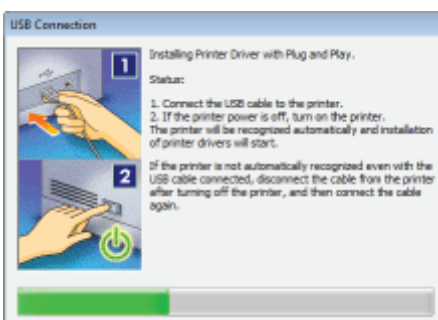 USB Connection
1
Installing Printer Driver with Plug and Play.
Status:
1. Connect the USB cable to the printer.
2. If the printer power is off, turn on the printer.
The printer will be recognized automatically and installation
of printer drivers will start.
2
If the printer is not automatically recognized even with the
USB cable connected, disconnect the cable from the printer
after turning off the printer, and then connect the cable
again.